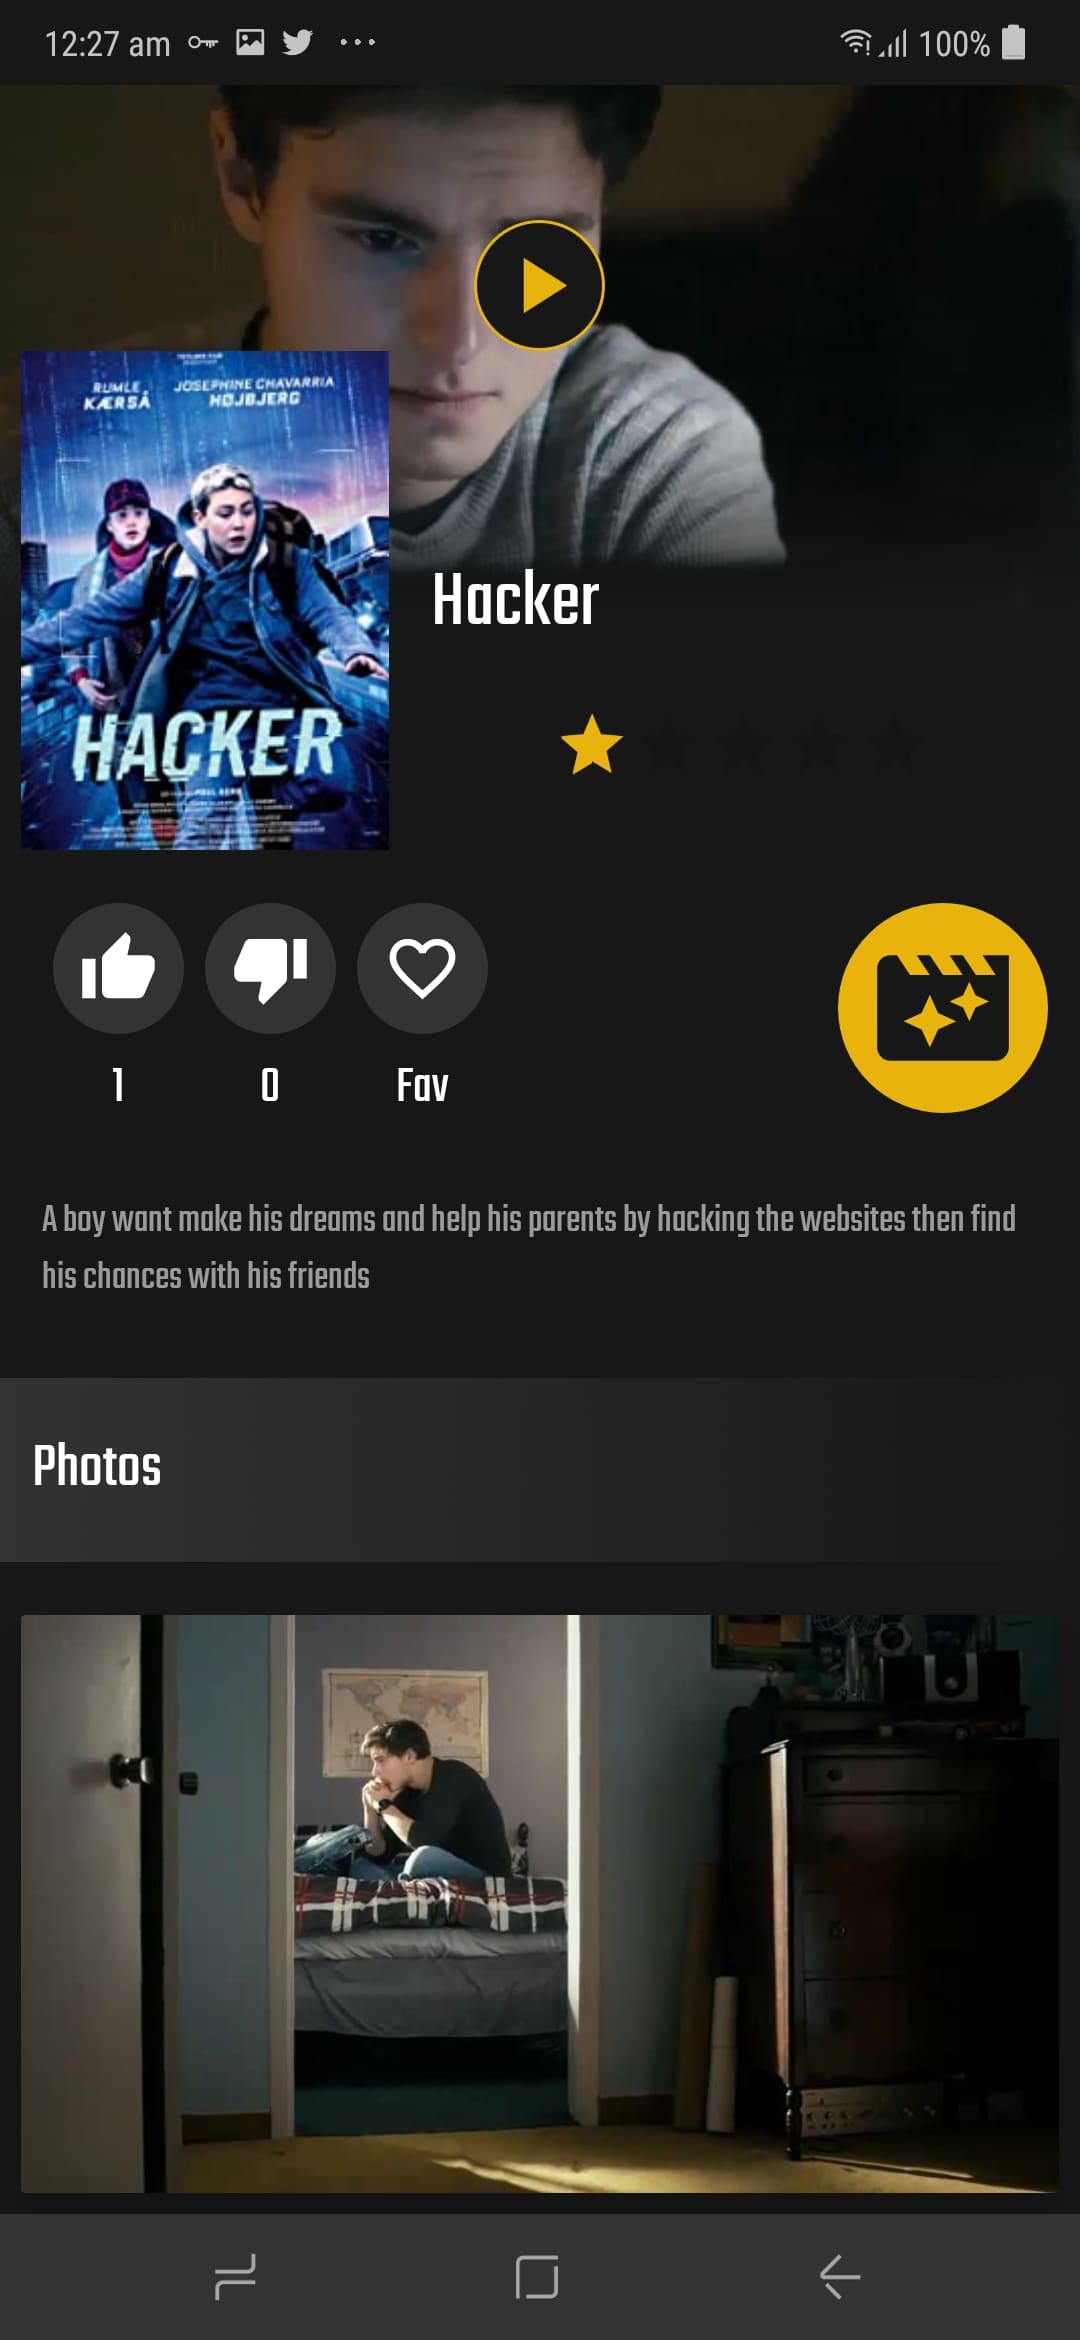 12:27 am
100%
RUMLE
KÆRSÅ
JOSEPHINE CHAVARRIA
HØJBJERG
HACKER
Hacker
1
0
Fav
A boy want make his dreams and help his parents by hacking the websites then find
his chances with his friends
Photos